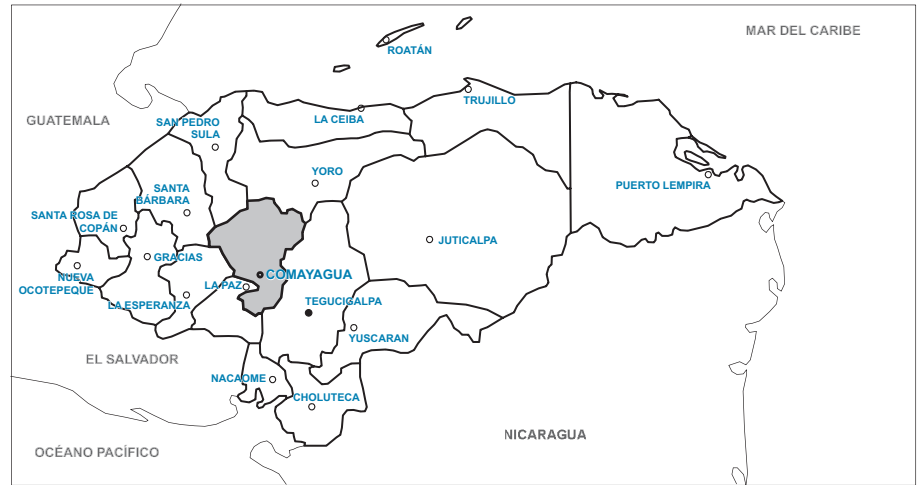 ROATÁN
MAR DEL CARIBE
TRUJILLO
GUATEMALA
SAN PEDRO
SULA
LA CEIBA
YORO
PUERTO LEMPIRA
SANTA
BÁRBARA
SANTA ROSA DE
COPÁN
JUTICALPA
GRACIAS
COMAYAGUA
NUEVA
OCOTEPEQUE
LA PAZ
LA ESPERANZA
TEGUCIGALPA
YUSCARAN
EL SALVADOR
NACAOME
CHOLUTECA
NICARAGUA
OCÉANO PACÍFICO